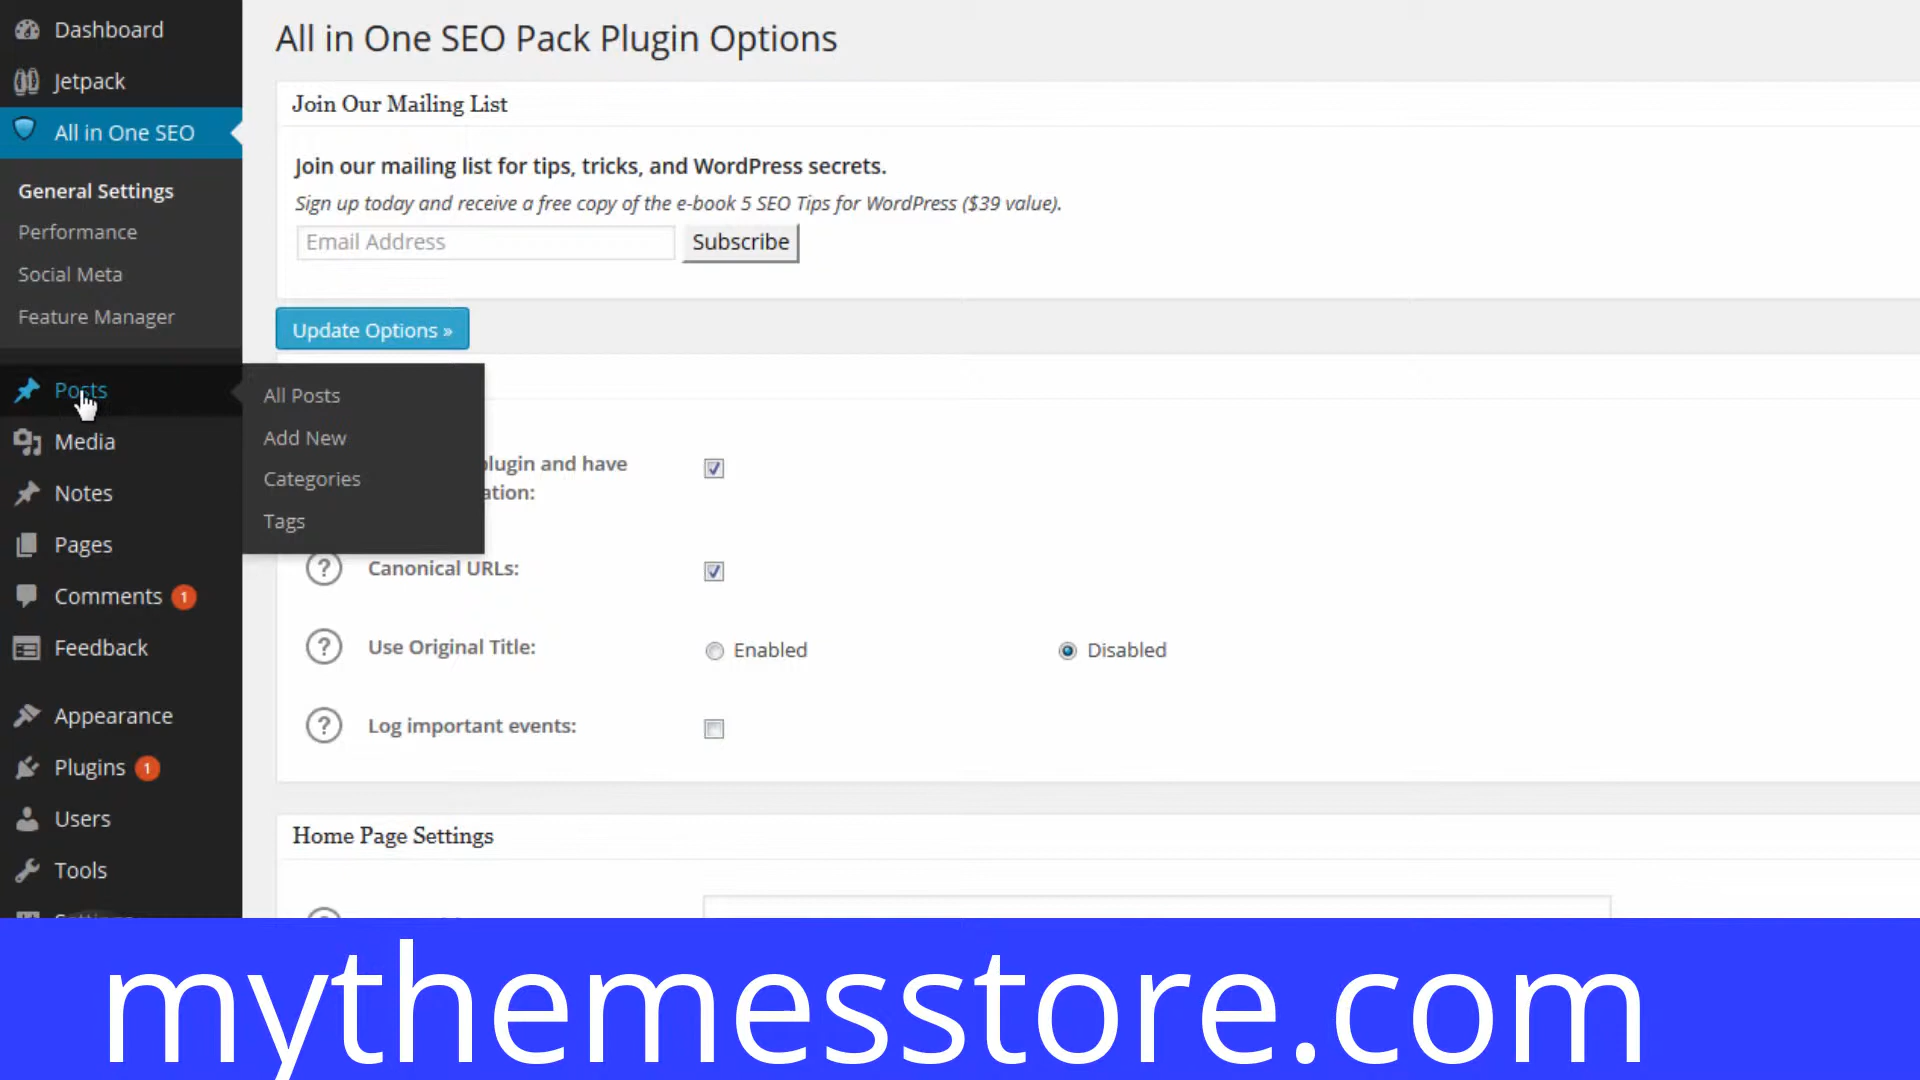 Dashboard
Jetpack
All in One SEO
General Settings
Performance
Social Meta
Feature Manager
Posts
Media
Notes
Pages
Comments 1
Feedback
Appearance
Plugins 1
Users
Tools
All Posts
Add New
Categories
Tags
All in One SEO Pack Plugin Options
Join Our Mailing List
Join our mailing list for tips, tricks, and WordPress secrets.
Sign up today and receive a free copy of the e-book 5 SEO Tips for WordPress ($39 value).
Email Address Subscribe
Update Options »
plugin and have
ation:
? Canonical URLs:
? Use Original Title: Enabled Disabled
? Log important events:
Home Page Settings
mythemesstore.com